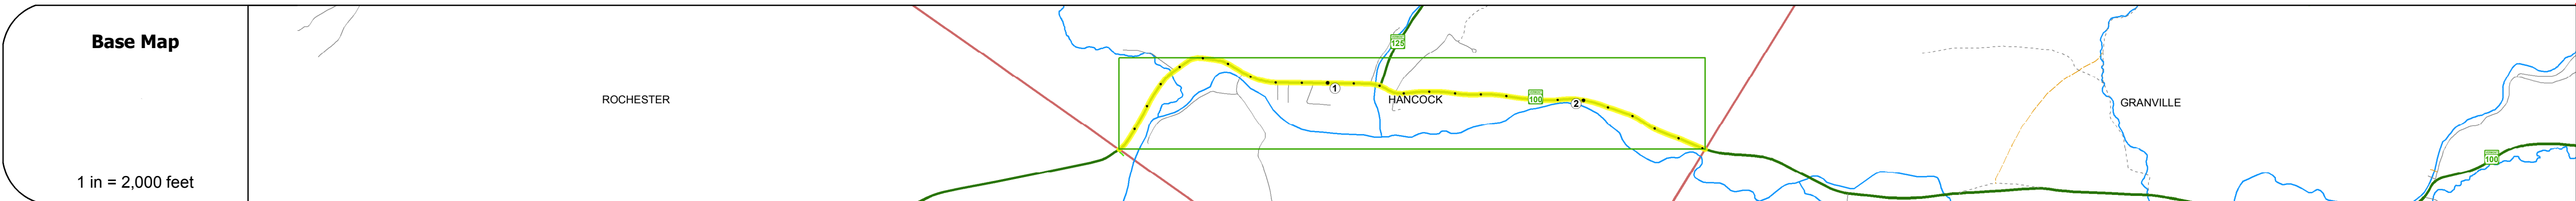 Base Map
1 in = 2,000 feet
ROCHESTER
125
1
HANCOCK
100
2
GRANVILLE
100